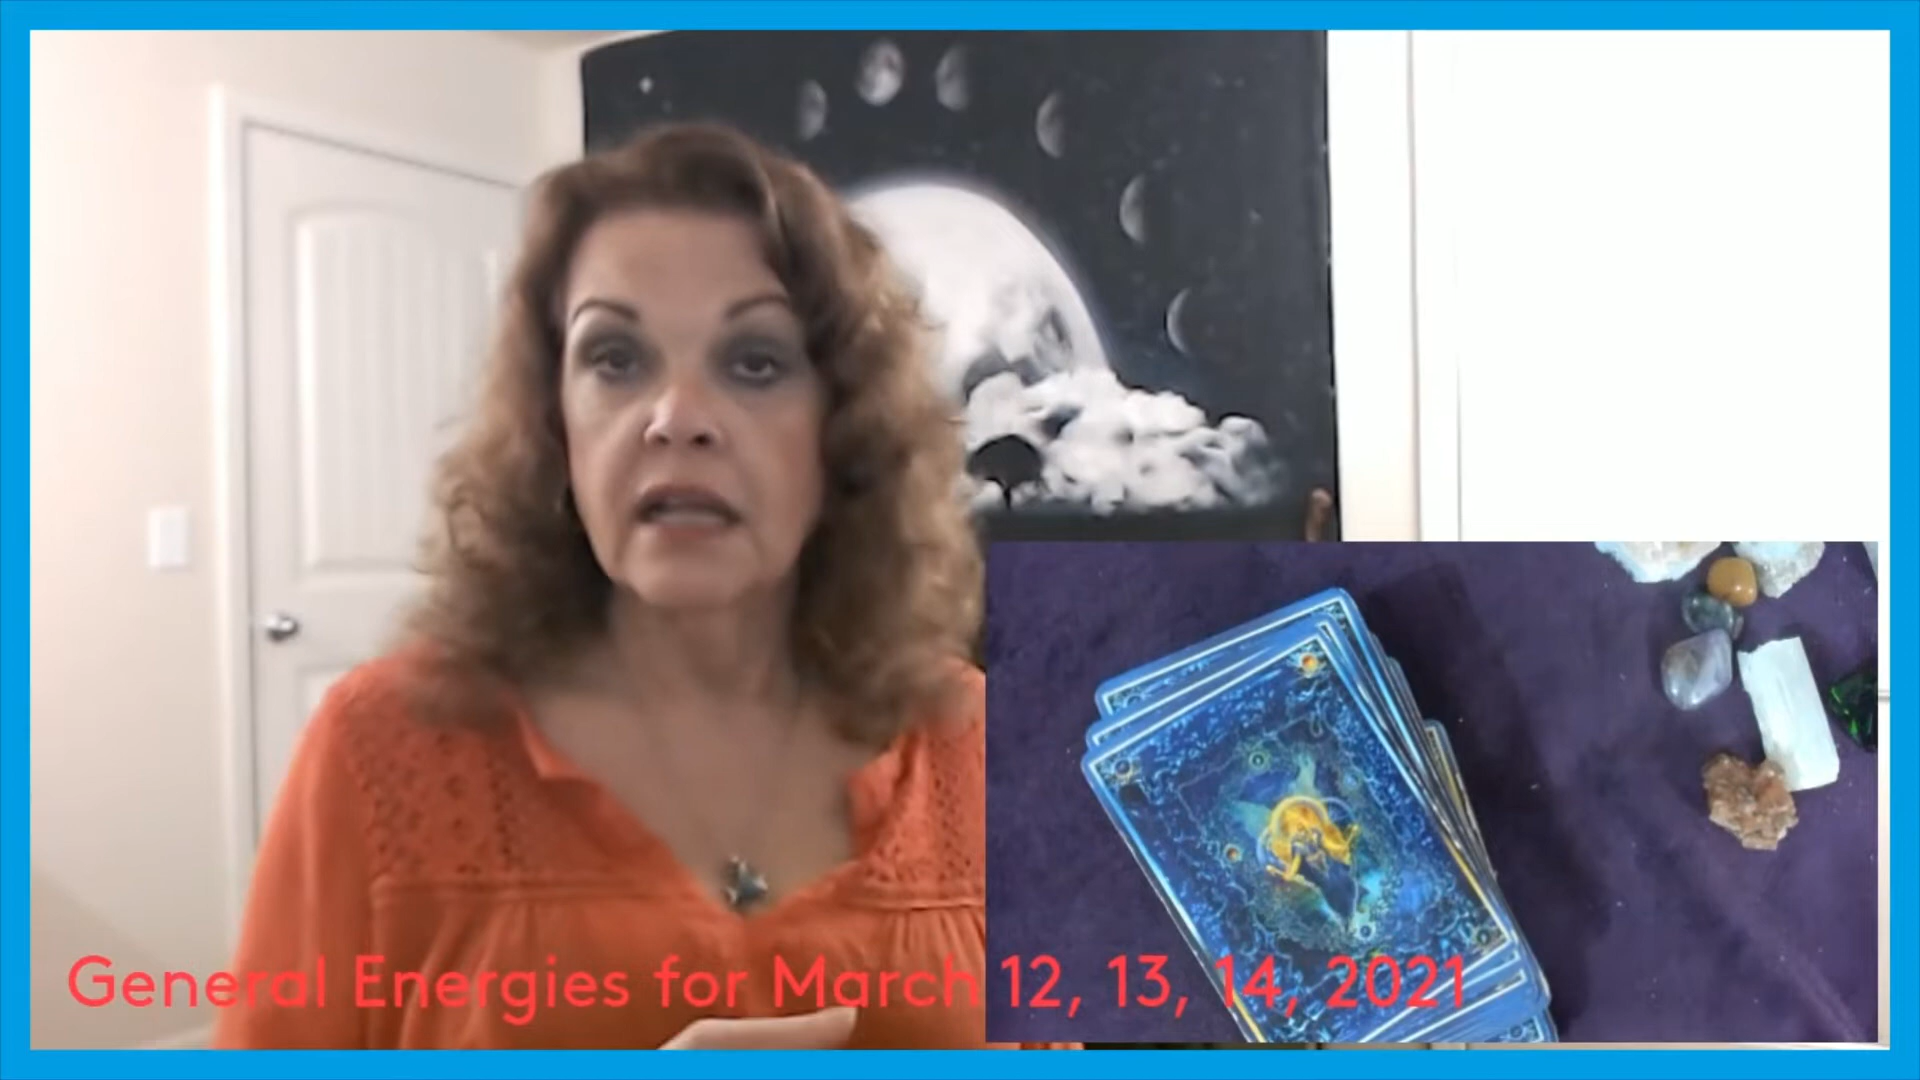 General Energies for March 12, 13, 14, 2021